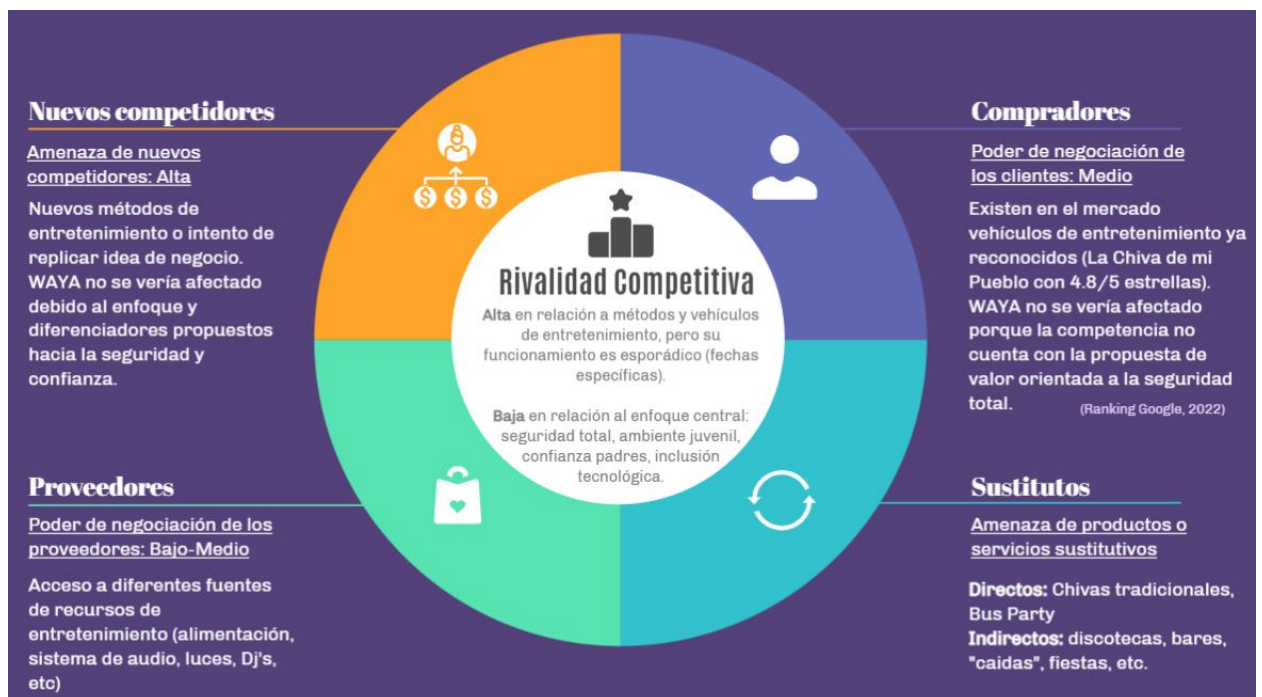 Nuevos competidores
Amenaza de nuevos
competidores: Alta
Nuevos métodos de
entretenimiento o intento de
replicar idea de negocio.
WAYA no se vería afectado
debido al enfoque y
diferenciadores propuestos
hacia la seguridad y
confianza.
Compradores
Poder de negociación de
los clientes: Medio
Existen en el mercado
vehículos de entretenimiento ya
reconocidos (La Chiva de mi
Pueblo con 4.8/5 estrellas).
WAYA no se vería afectado
porque la competencia no
cuenta con la propuesta de
valor orientada a la seguridad
total.
(Ranking Google, 2022)
$ $ $
Rivalidad Competitiva
Alta en relación a métodos y vehículos
de entretenimiento, pero su
funcionamiento es esporádico (fechas
específicas).
Baja en relación al enfoque central:
seguridad total, ambiente juvenil,
confianza padres, inclusión
tecnológica.
Proveedores
Poder de negociación de los
proveedores: Bajo-Medio
Acceso a diferentes fuentes
de recursos de
entretenimiento (alimentación,
sistema de audio, luces, Dj's,
etc)
Sustitutos
Amenaza de productos o
servicios sustitutivos
Directos: Chivas tradicionales,
Bus Party
Indirectos: discotecas, bares,
"caidas", fiestas, etc.